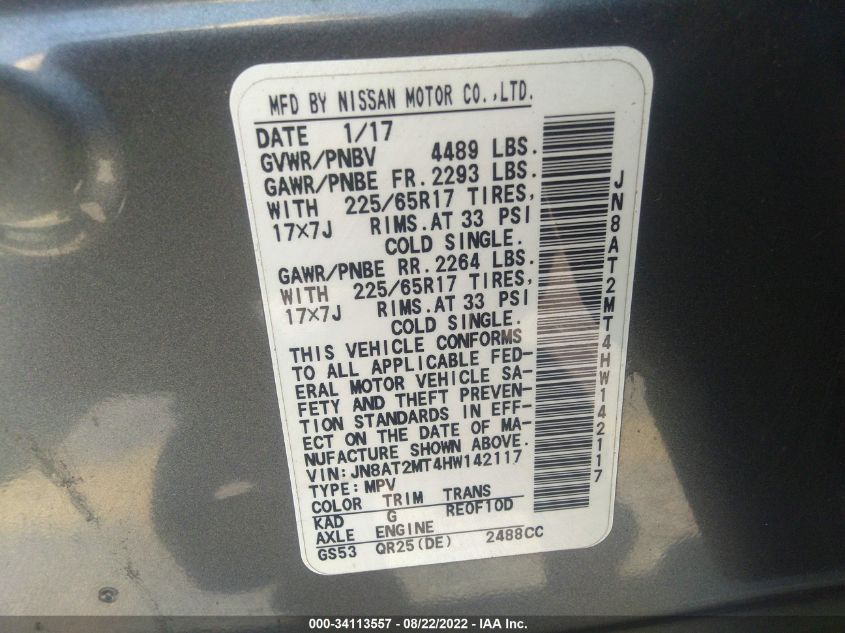 MFD BY NISSAN MOTOR CO.,LTD.
DATE 1/17
GVWR/PNBV 4489 LBS.
GAWR/PNBE FR. 2293 LBS.
WITH 225/65R17 TIRES,
17×7J RIMS. AT 33 PSI
COLD SINGLE.
GAWR/PNBE RR. 2264 LBS.
WITH 225/65R17 TIRES,
17×7J RIMS. AT 33 PSI
COLD SINGLE.
THIS VEHICLE CONFORMS
TO ALL APPLICABLE FED-
ERAL MOTOR VEHICLE SA-
FETY AND THEFT PREVEN-
TION STANDARDS IN EFF-
ECT ON THE DATE OF MA-
NUFACTURE SHOWN ABOVE.
VIN: JN8AT2MT4HW142117
TYPE: MPV
COLOR TRIM TRANS
KAD G RE0F10D
AXLE ENGINE
GS53 QR25(DE) 2488CC
JN8AT2MT4HW142117
000-34113557 - 08/22/2022 - IAA Inc.